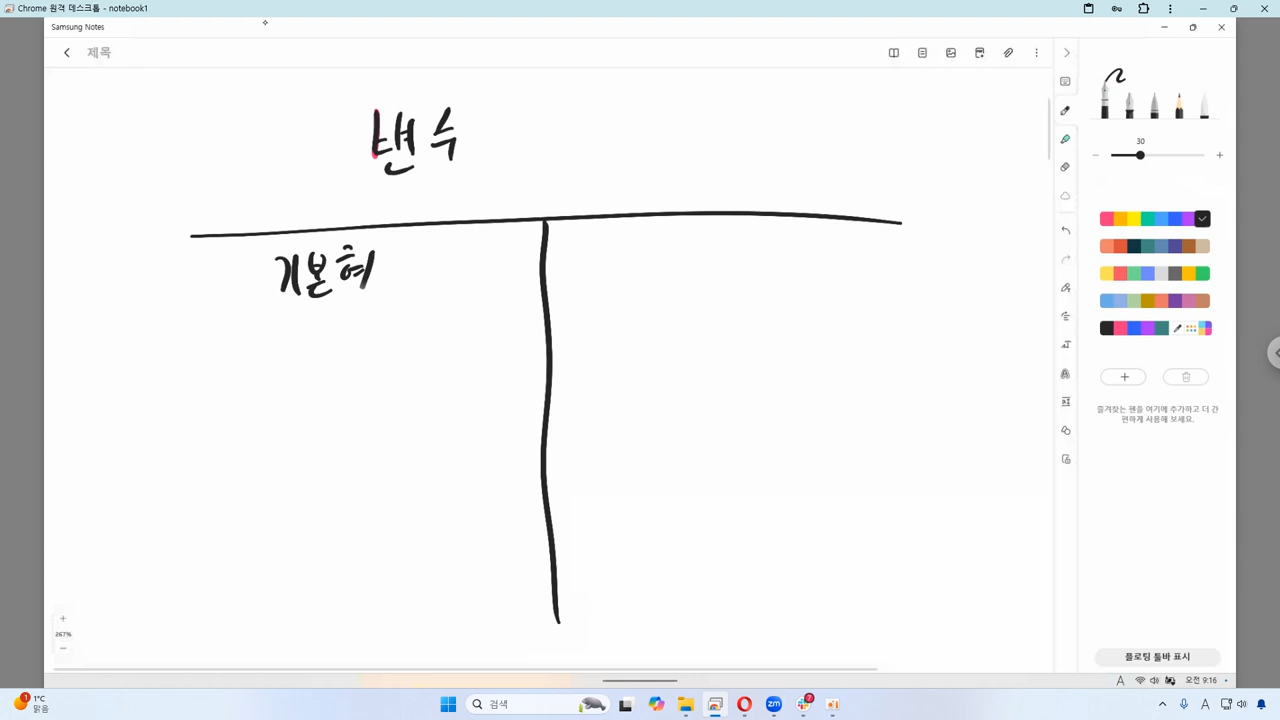 Chrome 원격 데스크톱 - notebook1
Samsung Notes
제목
변수
기본형
30
즐겨찾는 펜을 여기에 추가하고 더 간
편하게 사용해 보세요.
267%
플로팅 툴바 표시
A 오전 9:16
1 1°C
맑음
검색
zm
7
A